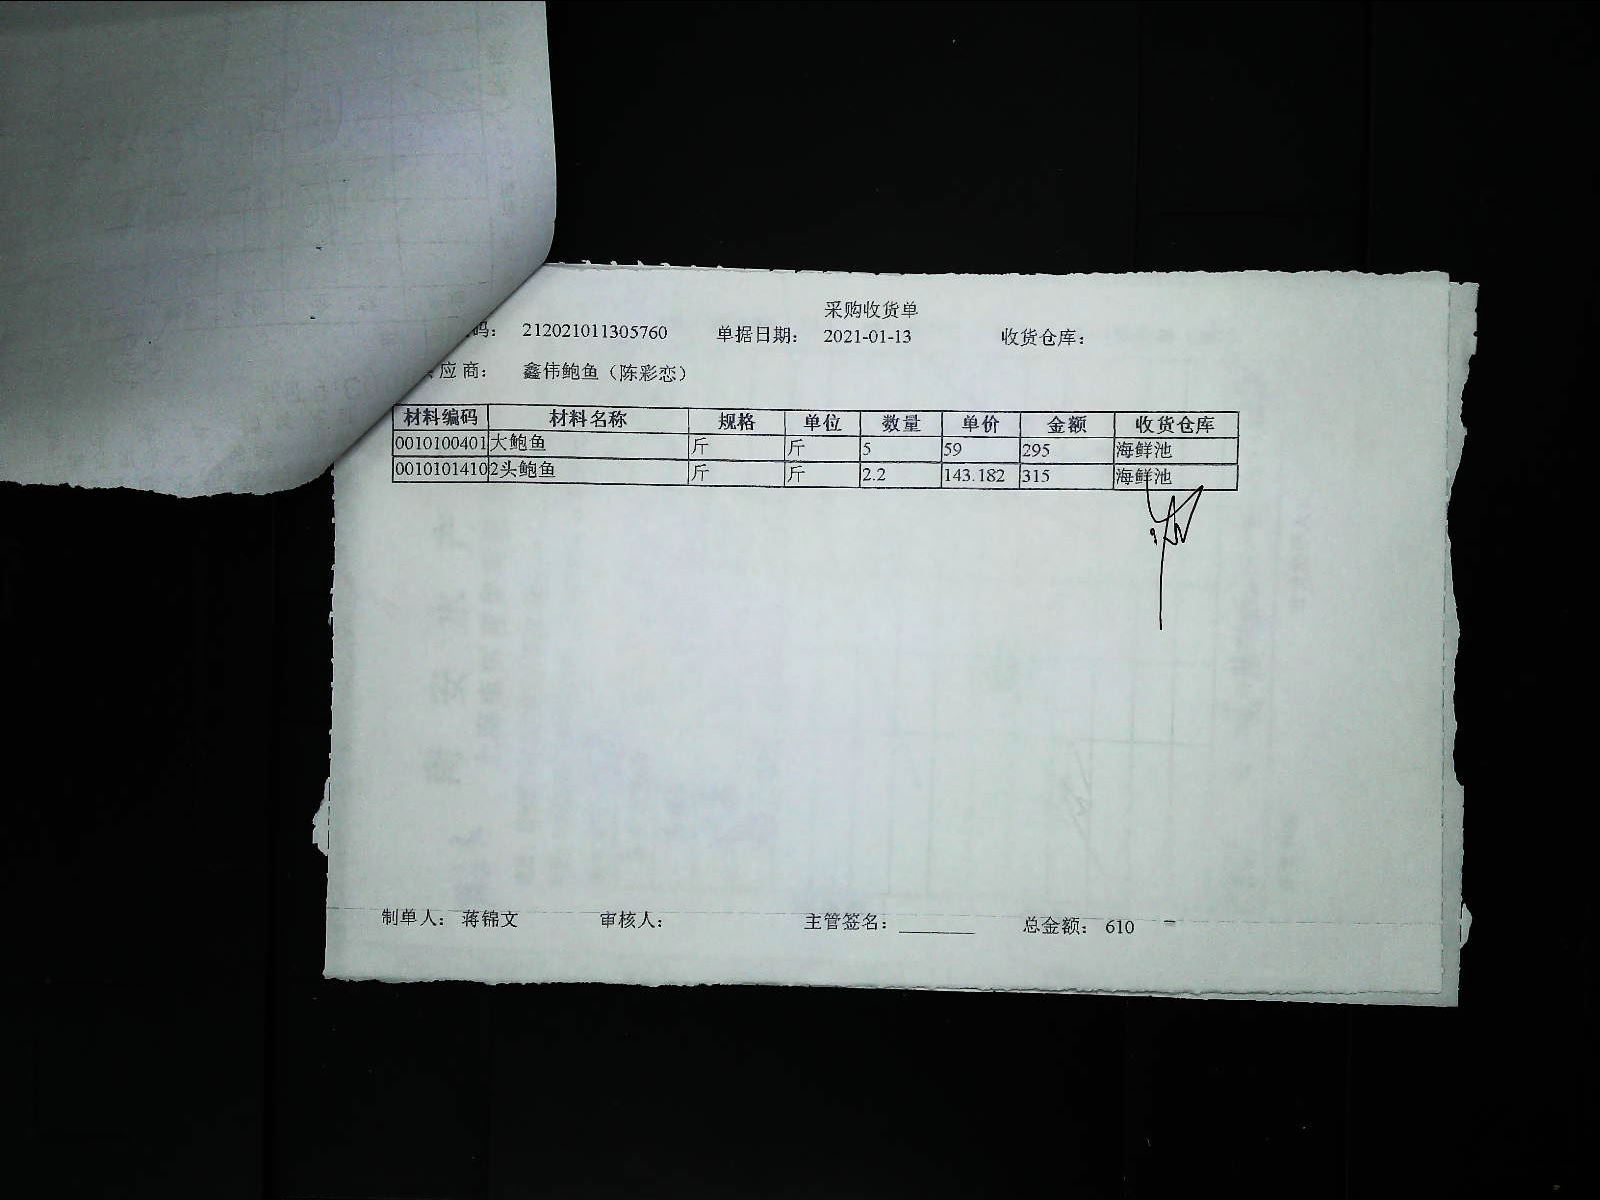 采购收货单
码： 212021011305760 单据日期： 2021-01-13 收货仓库：
应 商： 鑫伟鲍鱼（陈彩恋）
材料编码 材料名称 规格 单位 数量 单价 金额 收货仓库
0010100401 大鲍鱼 斤 斤 5 59 295 海鲜池
0010101410 2头鲍鱼 斤 斤 2.2 143.182 315 海鲜池
制单人： 蒋锦文 审核人： 主管签名： 总金额： 610